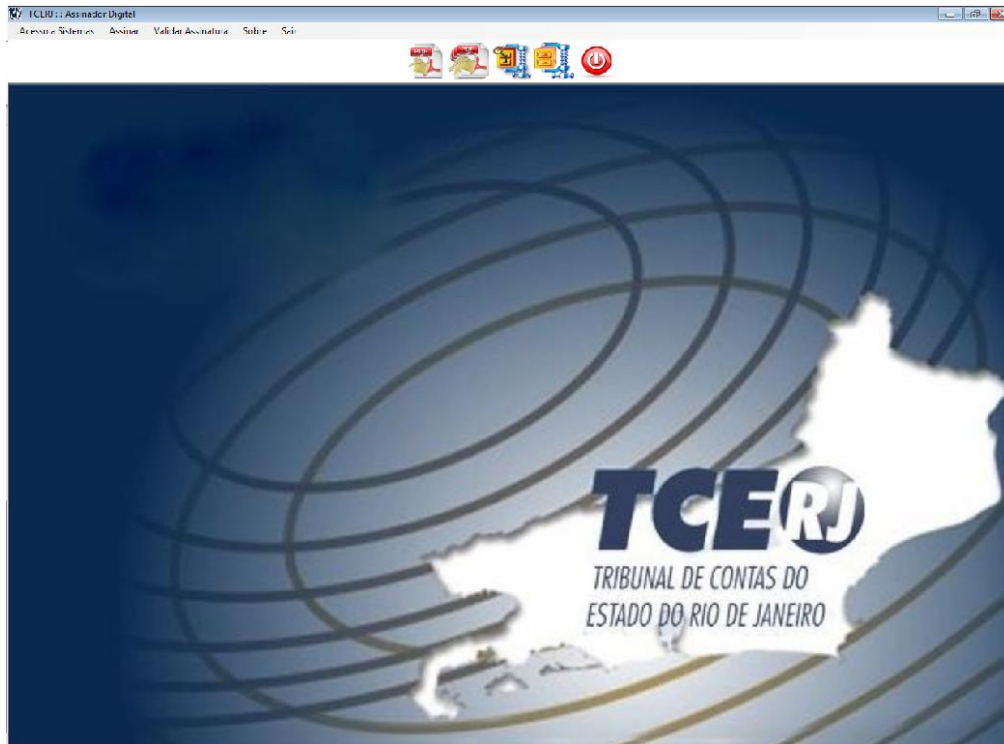 TCERJ : : Assinador Digital
Acesso a Sistemas Assinar Validar Assinatura Sobre Sair
TCERJ
TRIBUNAL DE CONTAS DO
ESTADO DO RIO DE JANEIRO